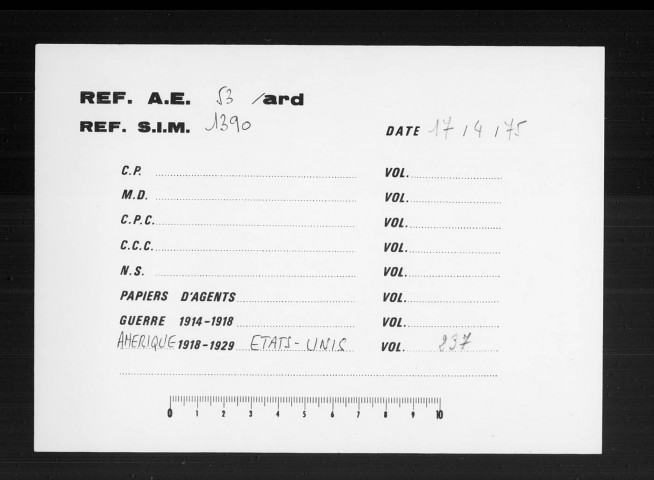 REF. A.E. 53 /ard
REF. S.I.M. 1390 DATE 17 / 4 / 75
C.P. VOL.
M.D. VOL.
C.P.C. VOL.
C.C.C. VOL.
N.S. VOL.
PAPIERS D'AGENTS VOL.
GUERRE 1914-1918 VOL.
AMERIQUE 1918-1929 ETATS-UNIS VOL. 237
0 1 2 3 4 5 6 7 8 9 10